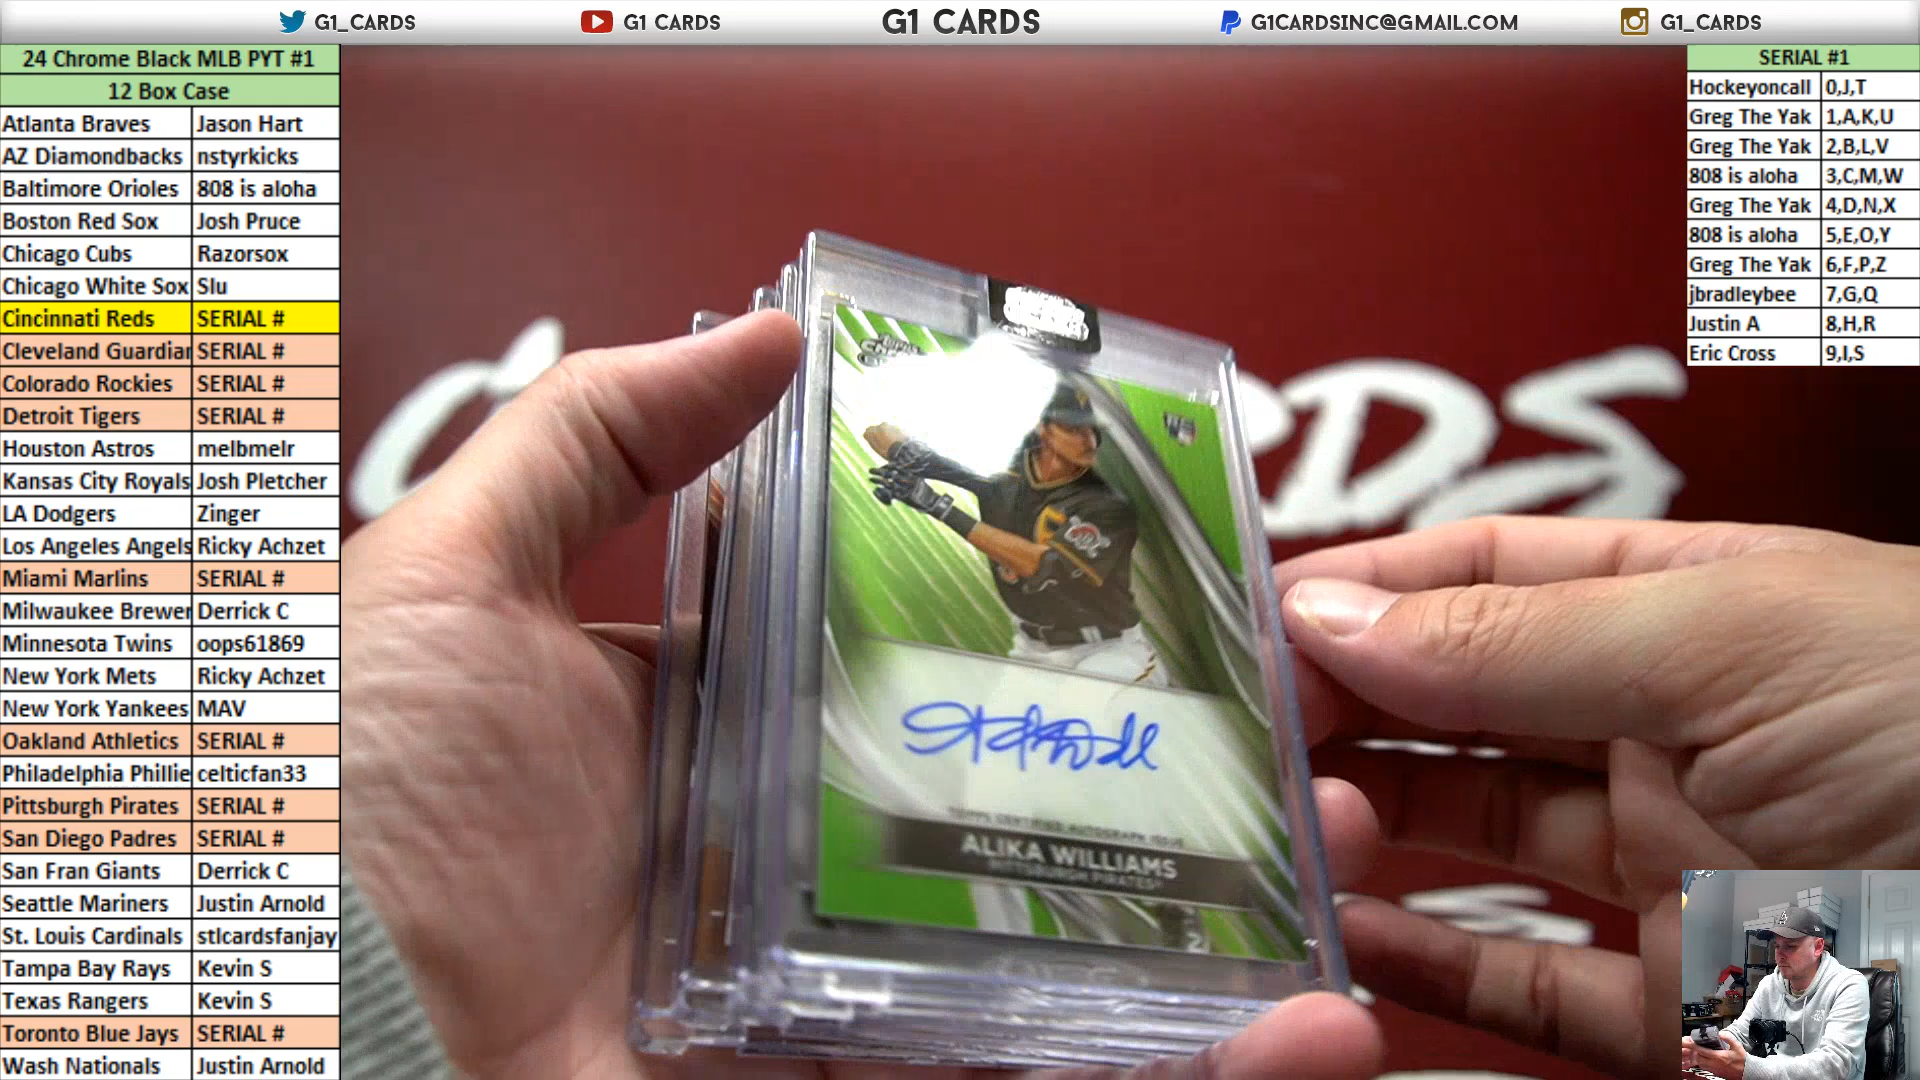 G1_CARDS
G1 CARDS
G1 CARDS
G1CARDSINC@GMAIL.COM
G1_CARDS
24 Chrome Black MLB PYT #1
12 Box Case
Atlanta Braves Jason Hart
AZ Diamondbacks nstyrkicks
Baltimore Orioles 808 is aloha
Boston Red Sox Josh Pruce
Chicago Cubs Razorsox
Chicago White Sox Slu
Cincinnati Reds SERIAL #
Cleveland Guardian SERIAL #
Colorado Rockies SERIAL #
Detroit Tigers SERIAL #
Houston Astros melbmelr
Kansas City Royals Josh Pletcher
LA Dodgers Zinger
Los Angeles Angels Ricky Achzet
Miami Marlins SERIAL #
Milwaukee Brewer Derrick C
Minnesota Twins oops61869
New York Mets Ricky Achzet
New York Yankees MAV
Oakland Athletics SERIAL #
Philadelphia Phillie celticfan33
Pittsburgh Pirates SERIAL #
San Diego Padres SERIAL #
San Fran Giants Derrick C
Seattle Mariners Justin Arnold
St. Louis Cardinals stlcardsfanjay
Tampa Bay Rays Kevin S
Texas Rangers Kevin S
Toronto Blue Jays SERIAL #
Wash Nationals Justin Arnold
SERIAL #1
Hockeyoncall 0,J,T
Greg The Yak 1,A,K,U
Greg The Yak 2,B,L,V
808 is aloha 3,C,M,W
Greg The Yak 4,D,N,X
808 is aloha 5,E,O,Y
Greg The Yak 6,F,P,Z
jbradleybee 7,G,Q
Justin A 8,H,R
Eric Cross 9,I,S
TOPPS CERTIFIED AUTOGRAPH ISSUE
ALIKA WILLIAMS
PITTSBURGH PIRATES